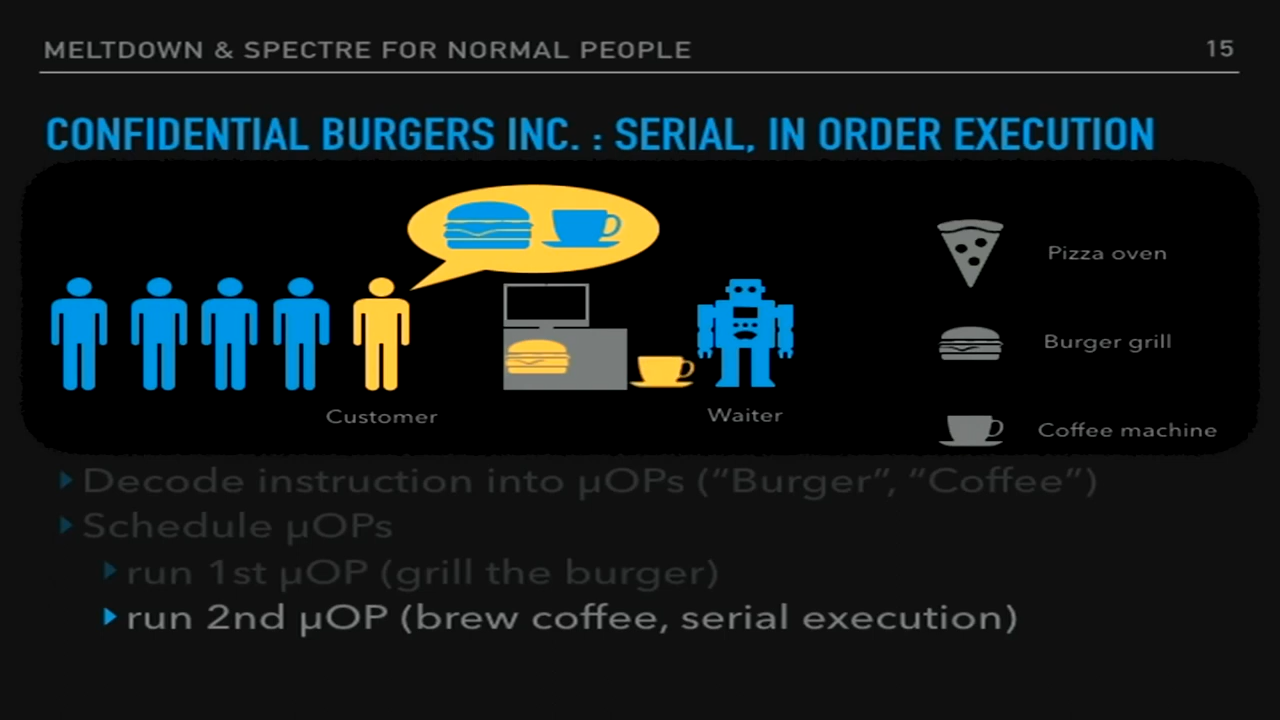 MELTDOWN & SPECTRE FOR NORMAL PEOPLE
15
CONFIDENTIAL BURGERS INC. : SERIAL, IN ORDER EXECUTION
Pizza oven
Burger grill
Customer
Waiter
Coffee machine
Decode instruction into µOPs (“Burger”, “Coffee”)
Schedule µOPs
run 1st µOP (grill the burger)
run 2nd µOP (brew coffee, serial execution)